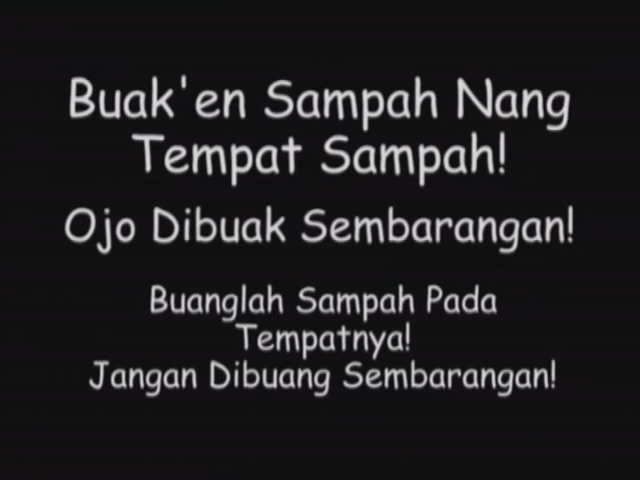 Buak'en Sampah Nang
Tempat Sampah!
Ojo Dibuak Sembarangan!
Buanglah Sampah Pada
Tempatnya!
Jangan Dibuang Sembarangan!